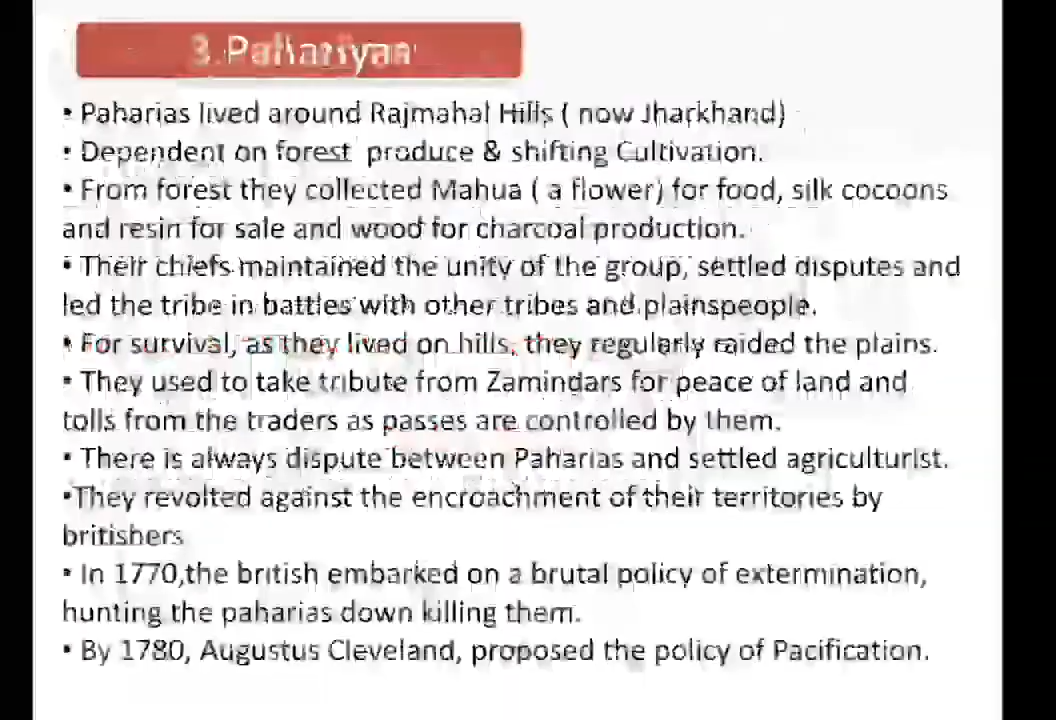 3.Pahariyas
• Paharias lived around Rajmahal Hills ( now Jharkhand)
• Dependent on forest produce & shifting Cultivation.
• From forest they collected Mahua ( a flower) for food, silk cocoons
and resin for sale and wood for charcoal production.
• Their chiefs maintained the unity of the group, settled disputes and
led the tribe in battles with other tribes and plainspeople.
• For survival, as they lived on hills, they regularly raided the plains.
• They used to take tribute from Zamindars for peace of land and
tolls from the traders as passes are controlled by them.
• There is always dispute between Paharias and settled agriculturist.
•They revolted against the encroachment of their territories by
britishers
• In 1770,the british embarked on a brutal policy of extermination,
hunting the paharias down killing them.
• By 1780, Augustus Cleveland, proposed the policy of Pacification.